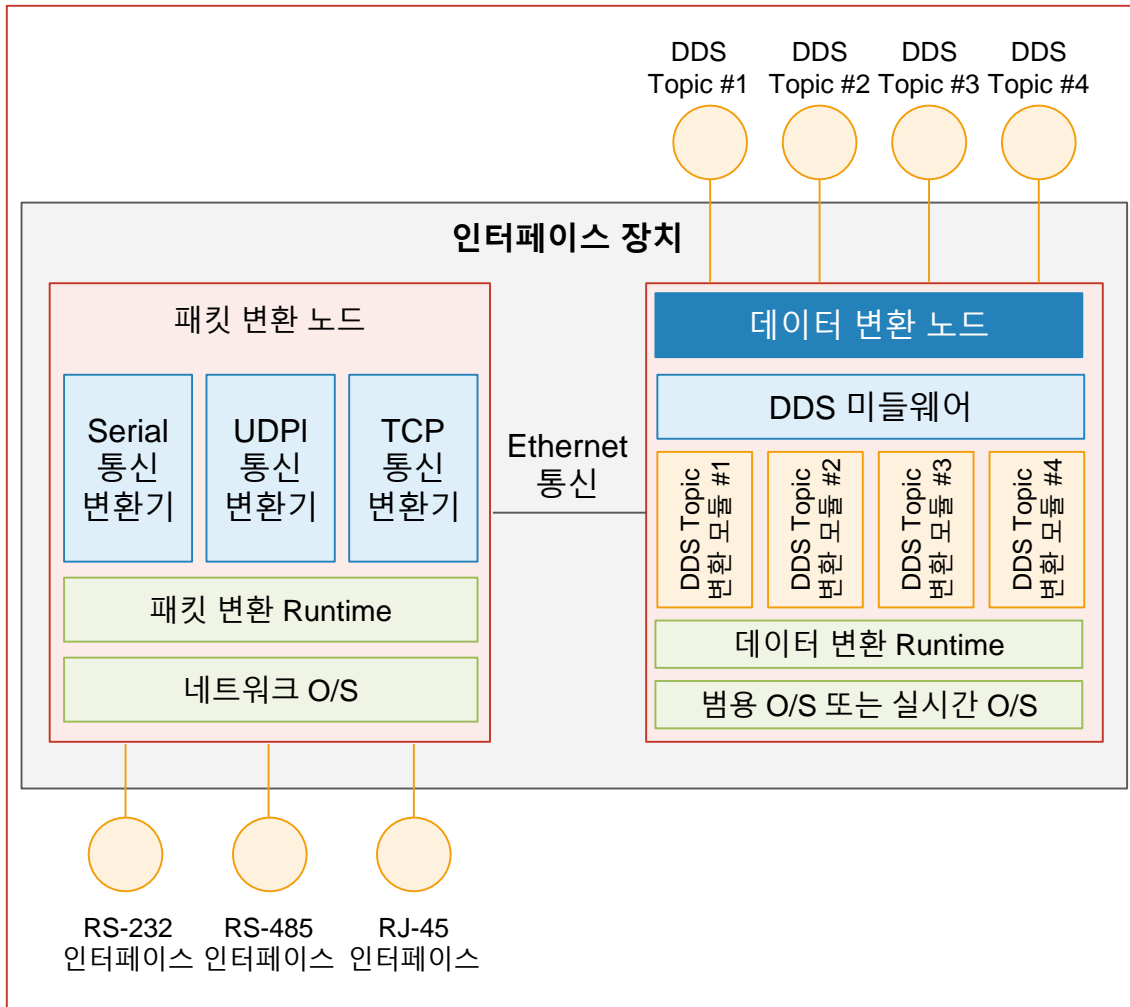 DDS
Topic #1
DDS
Topic #2
DDS
Topic #3
DDS
Topic #4
인터페이스 장치
패킷 변환 노드
Serial
통신
변환기
UDPI
통신
변환기
TCP
통신
변환기
패킷 변환 Runtime
네트워크 O/S
Ethernet
통신
데이터 변환 노드
DDS 미들웨어
DDS Topic
변환 모듈 #1
DDS Topic
변환 모듈 #2
DDS Topic
변환 모듈 #3
DDS Topic
변환 모듈 #4
데이터 변환 Runtime
범용 O/S 또는 실시간 O/S
RS-232
인터페이스
RS-485
인터페이스
RJ-45
인터페이스